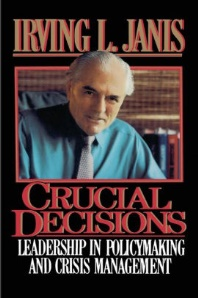 IRVING L. JANIS
CRUCIAL
DECISIONS
LEADERSHIP IN POLICYMAKING
AND CRISIS MANAGEMENT